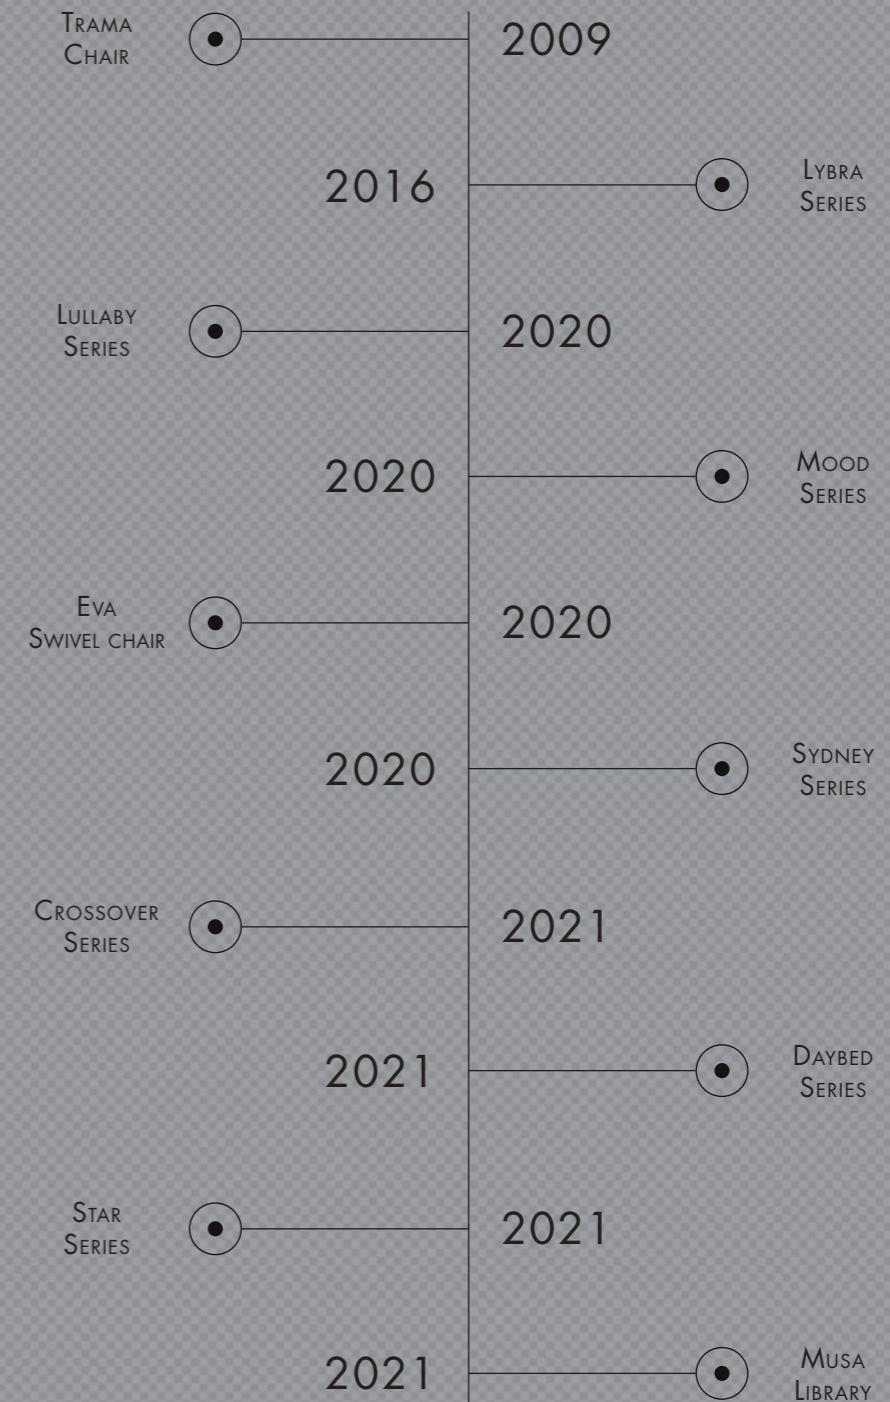 Trama
Chair
2009
2016
Lybra
Series
Lullaby
Series
2020
2020
Mood
Series
Eva
Swivel chair
2020
2020
Sydney
Series
Crossover
Series
2021
2021
Daybed
Series
Star
Series
2021
2021
Musa
Library